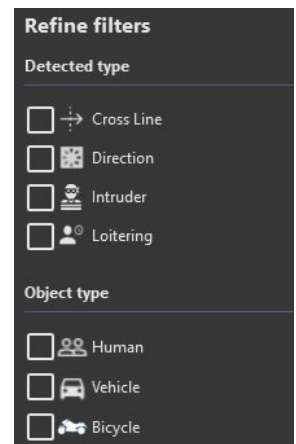 Refine filters
Detected type
Cross Line
Direction
Intruder
Loitering
Object type
Human
Vehicle
Bicycle